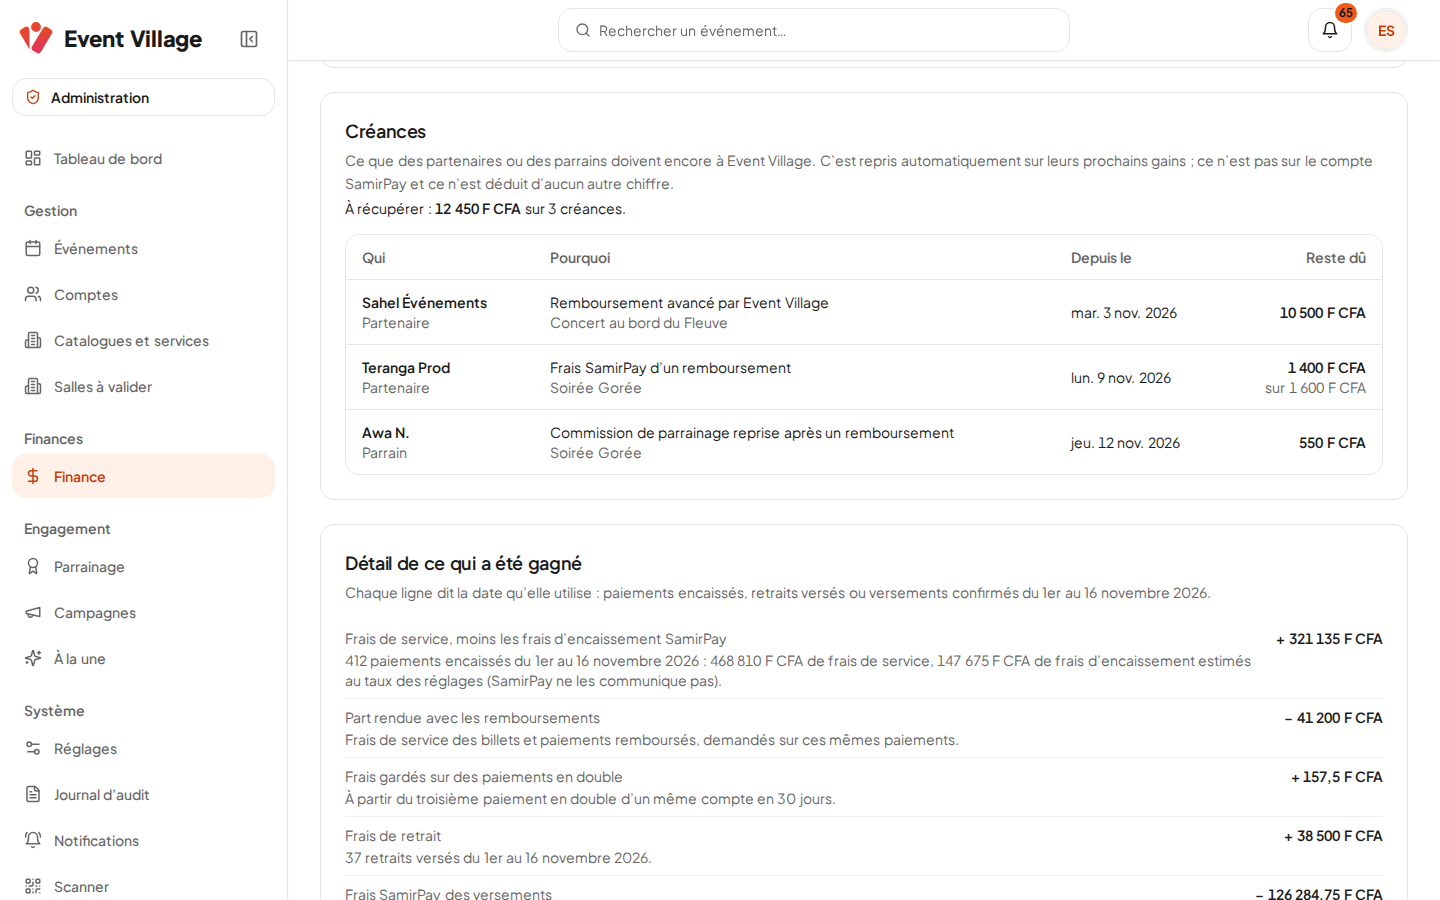 Event Village
Rechercher un événement…
65
ES
Administration
Tableau de bord
Gestion
Événements
Comptes
Catalogues et services
Salles à valider
Finances
Finance
Engagement
Parrainage
Campagnes
À la une
Système
Réglages
Journal d’audit
Notifications
Scanner
Créances
Ce que des partenaires ou des parrains doivent encore à Event Village. C’est repris automatiquement sur leurs prochains gains ; ce n’est pas sur le compte
SamirPay et ce n’est déduit d’aucun autre chiffre.
À récupérer : 12 450 F CFA sur 3 créances.
Qui Pourquoi Depuis le Reste dû
Sahel Événements Remboursement avancé par Event Village mar. 3 nov. 2026 10 500 F CFA
Partenaire Concert au bord du Fleuve
Teranga Prod Frais SamirPay d’un remboursement lun. 9 nov. 2026 1 400 F CFA
Partenaire Soirée Gorée sur 1 600 F CFA
Awa N. Commission de parrainage reprise après un remboursement jeu. 12 nov. 2026 550 F CFA
Parrain Soirée Gorée
Détail de ce qui a été gagné
Chaque ligne dit la date qu’elle utilise : paiements encaissés, retraits versés ou versements confirmés du 1er au 16 novembre 2026.
Frais de service, moins les frais d’encaissement SamirPay + 321 135 F CFA
412 paiements encaissés du 1er au 16 novembre 2026 : 468 810 F CFA de frais de service, 147 675 F CFA de frais d’encaissement estimés
au taux des réglages (SamirPay ne les communique pas).
Part rendue avec les remboursements − 41 200 F CFA
Frais de service des billets et paiements remboursés, demandés sur ces mêmes paiements.
Frais gardés sur des paiements en double + 157,5 F CFA
À partir du troisième paiement en double d’un même compte en 30 jours.
Frais de retrait + 38 500 F CFA
37 retraits versés du 1er au 16 novembre 2026.
Frais SamirPay des versements − 126 284,75 F CFA